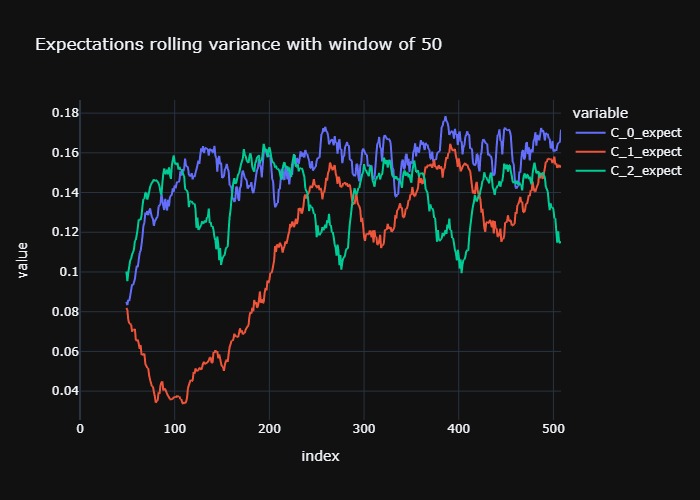 Expectations rolling variance with window of 50
variable
C_0_expect
C_1_expect
C_2_expect
value
0.18
0.16
0.14
0.12
0.1
0.08
0.06
0.04
0 100 200 300 400 500
index